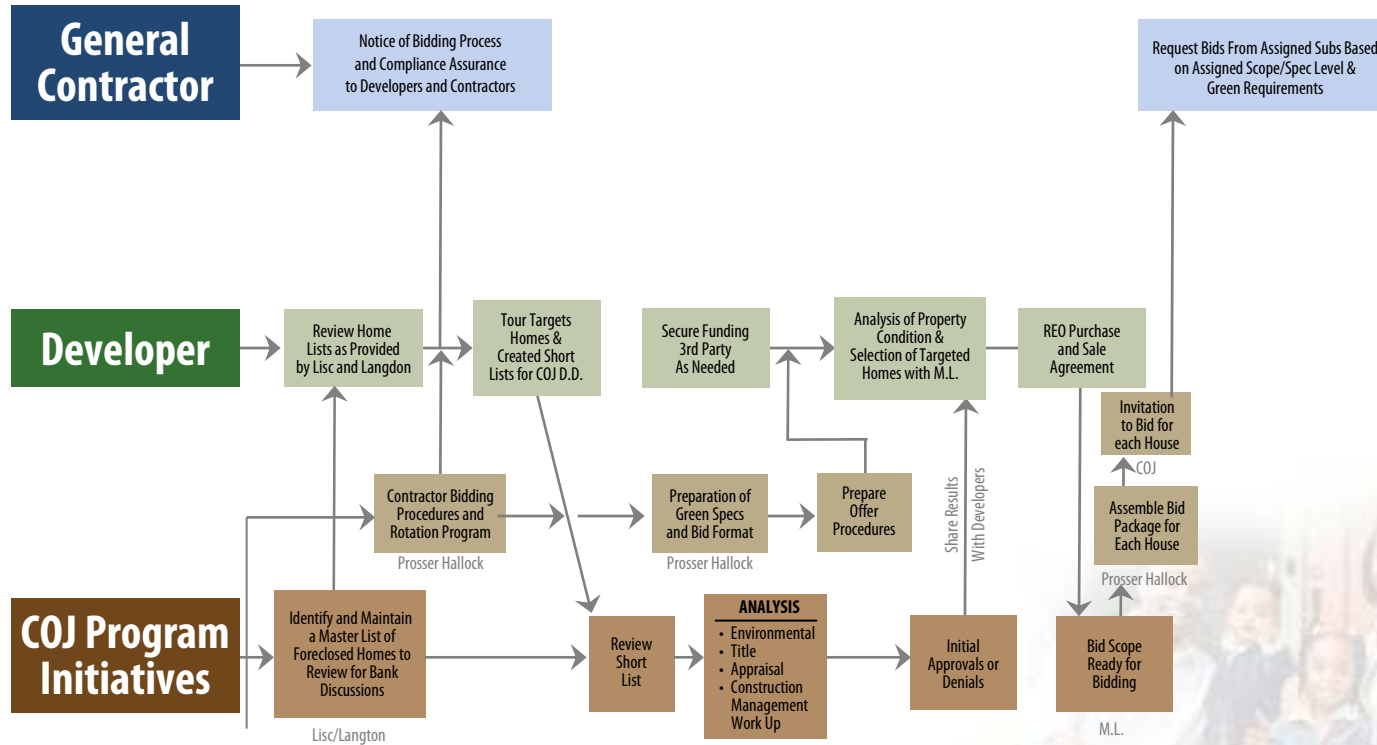 General
Contractor
Notice of Bidding Process
and Compliance Assurance
to Developers and Contractors
Request Bids From Assigned Subs Based
on Assigned Scope/Spec Level &
Green Requirements
Developer
Review Home
Lists as Provided
by Lisc and Langdon
Tour Targets
Homes &
Created Short
Lists for COJ D.D.
Secure Funding
3rd Party
As Needed
Analysis of Property
Condition &
Selection of Targeted
Homes with M.L.
REO Purchase
and Sale
Agreement
Invitation
to Bid for
each House
COJ
Contractor Bidding
Procedures and
Rotation Program
Prosser Hallock
Preparation of
Green Specs
and Bid Format
Prosser Hallock
Prepare
Offer
Procedures
Share Results
With Developers
Assemble Bid
Package for
Each House
Prosser Hallock
COJ Program
Initiatives
Identify and Maintain
a Master List of
Foreclosed Homes to
Review for Bank
Discussions
Lisc/Langton
Review
Short
List
ANALYSIS
• Environmental
• Title
• Appraisal
• Construction
Management
Work Up
Initial
Approvals or
Denials
Bid Scope
Ready for
Bidding
M.L.